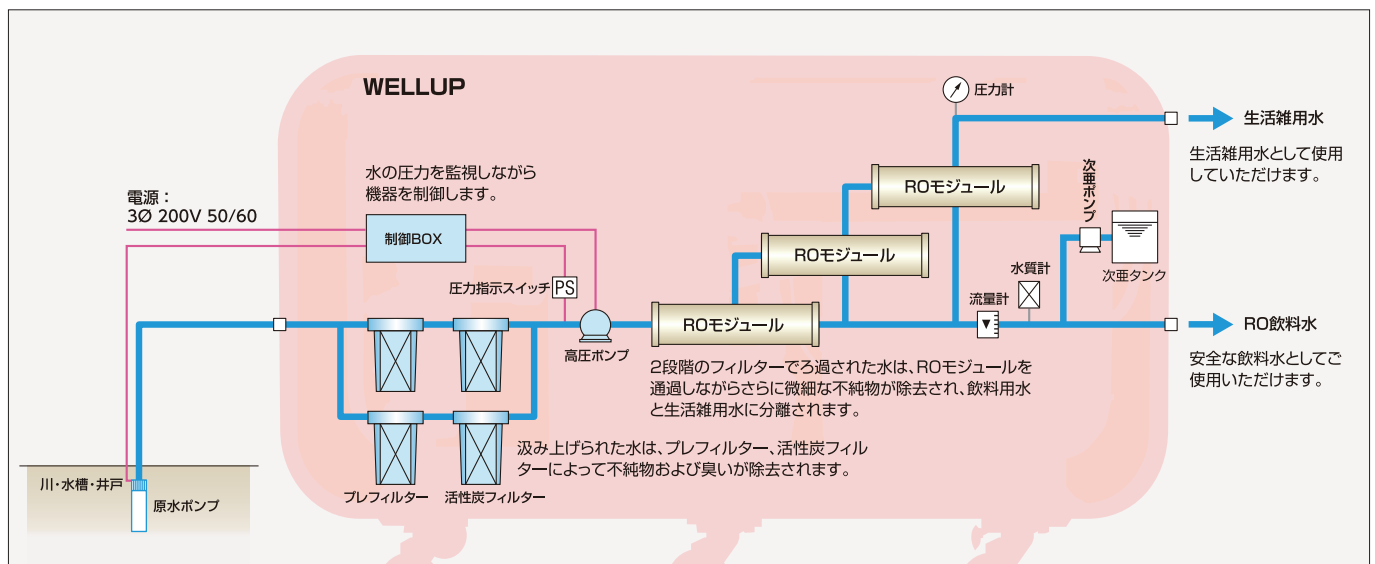 WELLUP
圧力計
生活雑用水
生活雑用水として使用
していただけます。
水の圧力を監視しながら
機器を制御します。
電源：
3Ø 200V 50/60
制御BOX
ROモジュール
次亜ポンプ
ROモジュール
水質計
次亜タンク
圧力指示スイッチ
PS
流量計
ROモジュール
RO飲料水
高圧ポンプ
安全な飲料水としてご
使用いただけます。
2段階のフィルターでろ過された水は、ROモジュールを
通過しながらさらに微細な不純物が除去され、飲料用水
と生活雑用水に分離されます。
汲み上げられた水は、プレフィルター、活性炭フィル
ターによって不純物および臭いが除去されます。
川・水槽・井戸
原水ポンプ
プレフィルター
活性炭フィルター